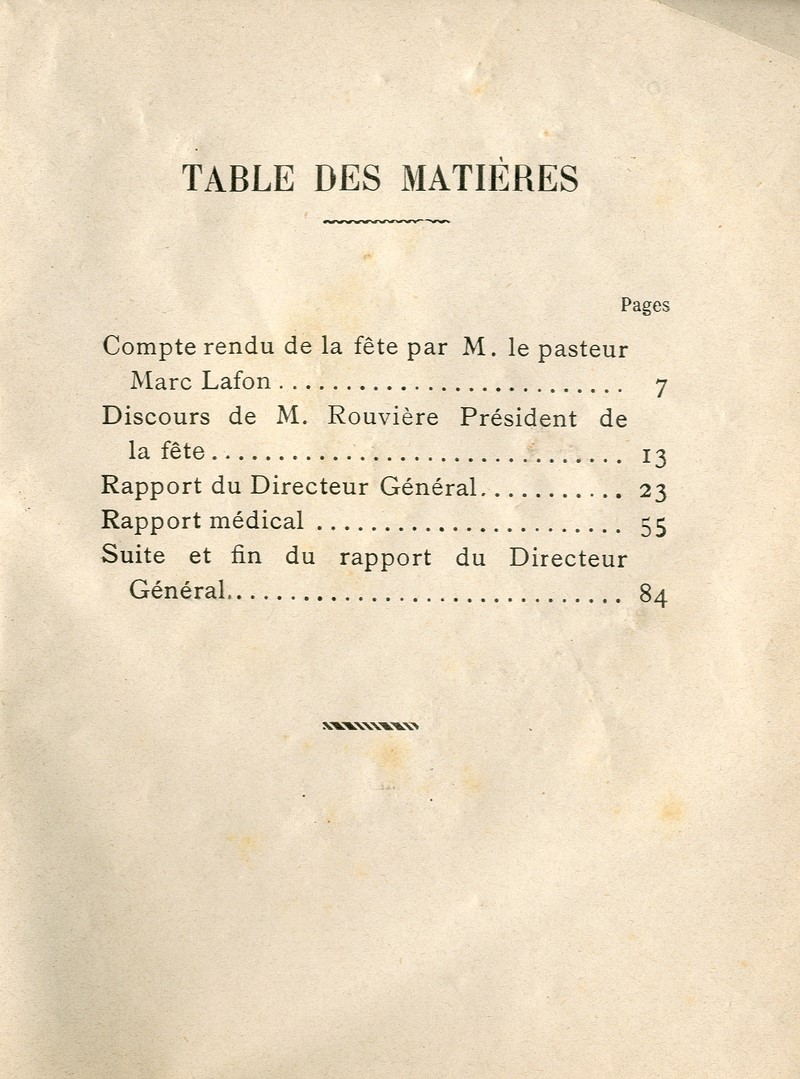 TABLE DES MATIÈRES
Pages
Compte rendu de la fête par M. le pasteur
Marc Lafon .......................... 7
Discours de M. Rouvière Président de
la fête ............................... 13
Rapport du Directeur Général ........... 23
Rapport médical ....................... 55
Suite et fin du rapport du Directeur
Général .............................. 84